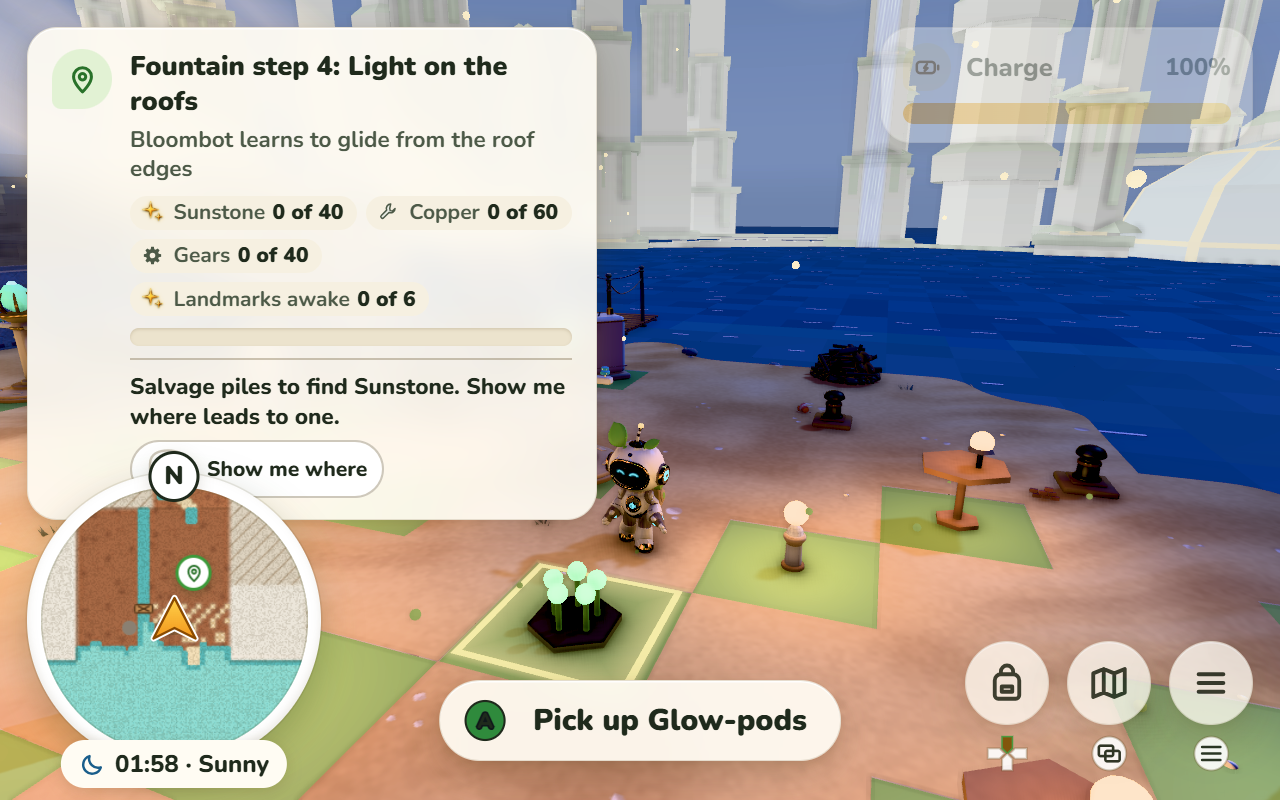 Fountain step 4: Light on the
roofs
Bloombot learns to glide from the roof
edges
Sunstone 0 of 40
Copper 0 of 60
Gears 0 of 40
Landmarks awake 0 of 6
Salvage piles to find Sunstone. Show me
where leads to one.
Show me where
N
01:58 · Sunny
Charge 100%
A Pick up Glow-pods